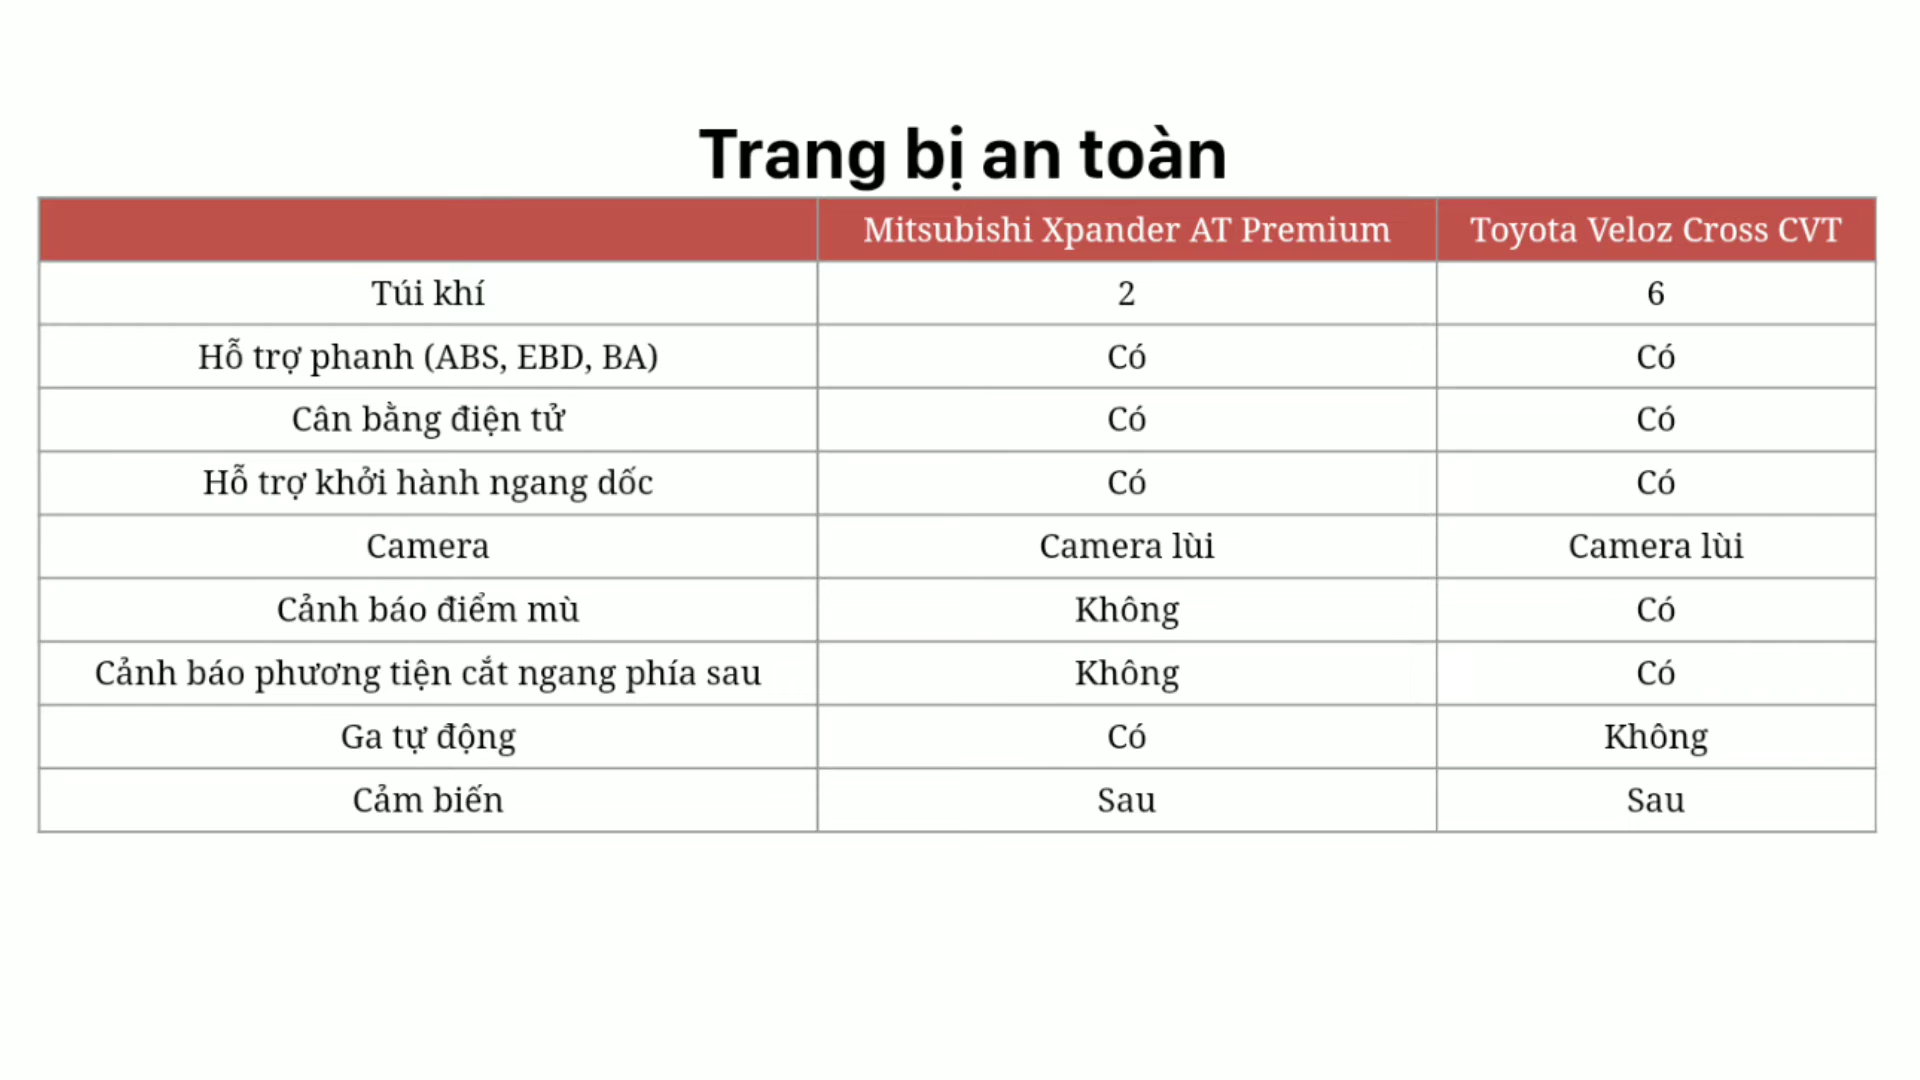 Trang bị an toàn
Mitsubishi Xpander AT Premium Toyota Veloz Cross CVT
Túi khí 2 6
Hỗ trợ phanh (ABS, EBD, BA) Có Có
Cân bằng điện tử Có Có
Hỗ trợ khởi hành ngang dốc Có Có
Camera Camera lùi Camera lùi
Cảnh báo điểm mù Không Có
Cảnh báo phương tiện cắt ngang phía sau Không Có
Ga tự động Có Không
Cảm biến Sau Sau